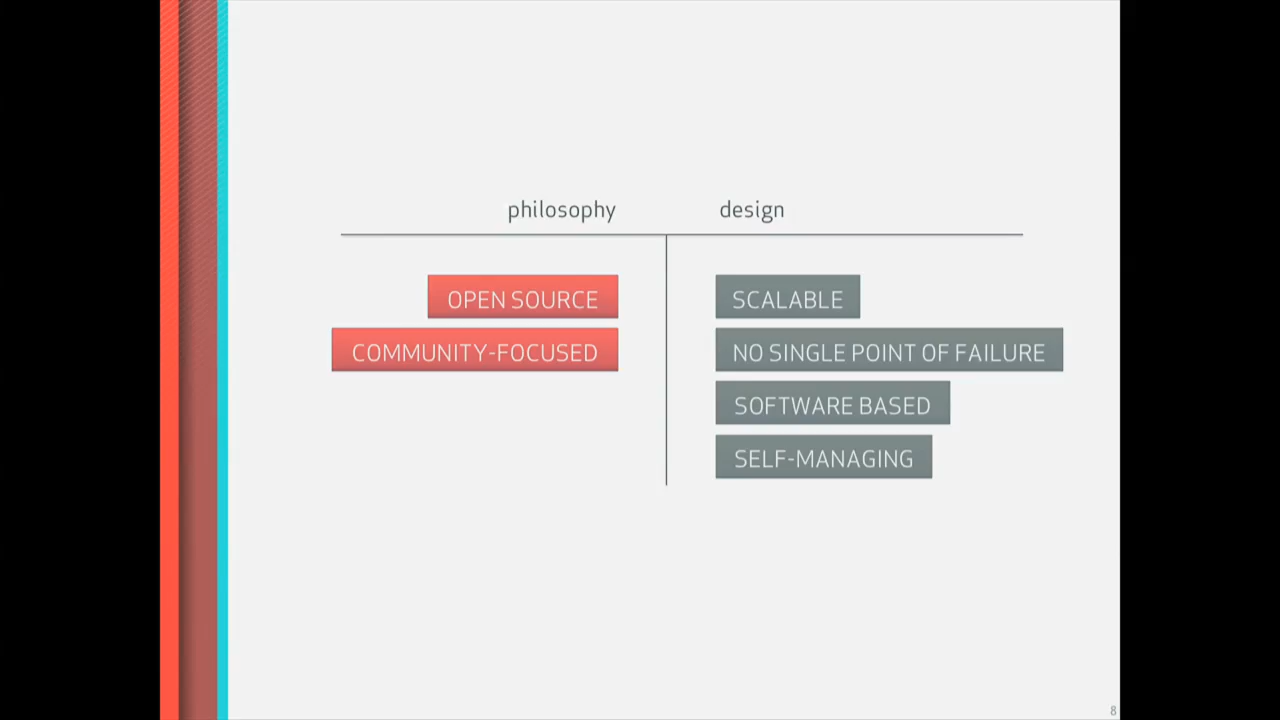 philosophy
design
OPEN SOURCE
COMMUNITY-FOCUSED
SCALABLE
NO SINGLE POINT OF FAILURE
SOFTWARE BASED
SELF-MANAGING
8